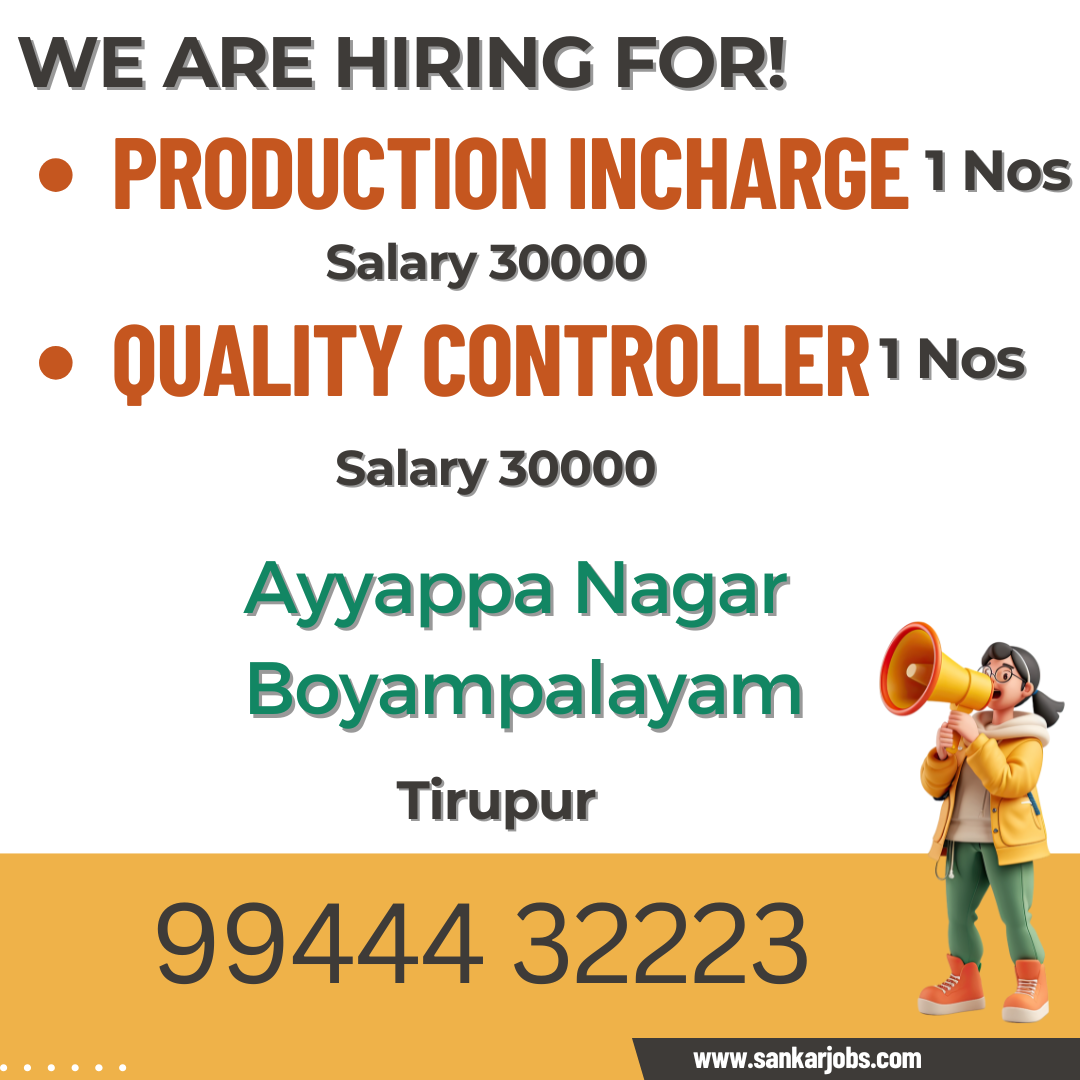 WE ARE HIRING FOR!
• PRODUCTION INCHARGE 1 Nos
Salary 30000
• QUALITY CONTROLLER 1 Nos
Salary 30000
Ayyappa Nagar
Boyampalayam
Tirupur
99444 32223
www.sankarjobs.com